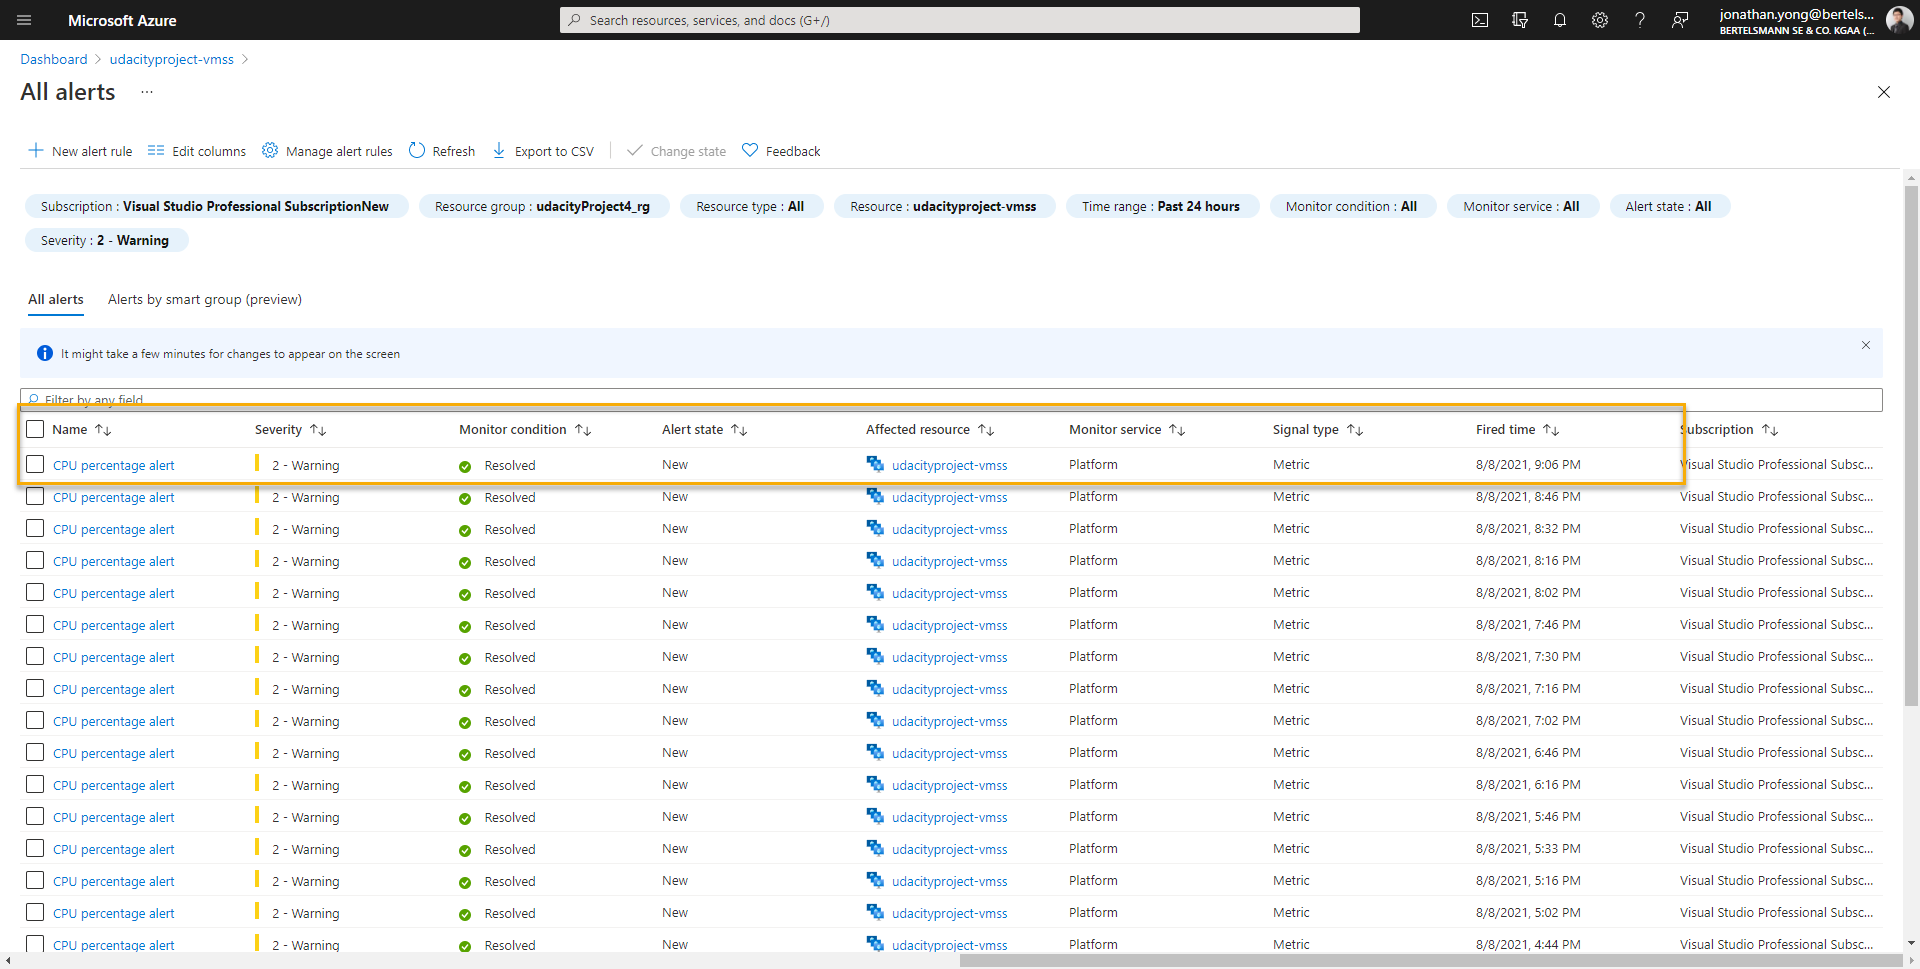 Microsoft Azure
Search resources, services, and docs (G+/)
jonathan.yong@bertels...
BERTELSMANN SE & CO. KGAA (...
Dashboard > udacityproject-vmss >
All alerts ...
New alert rule Edit columns Manage alert rules Refresh Export to CSV Change state Feedback
Subscription : Visual Studio Professional SubscriptionNew Resource group : udacityProject4_rg Resource type : All Resource : udacityproject-vmss Time range : Past 24 hours Monitor condition : All Monitor service : All Alert state : All
Severity : 2 - Warning
All alerts Alerts by smart group (preview)
It might take a few minutes for changes to appear on the screen
Filter by any field
Name Severity Monitor condition Alert state Affected resource Monitor service Signal type Fired time Subscription
CPU percentage alert 2 - Warning Resolved New udacityproject-vmss Platform Metric 8/8/2021, 9:06 PM Visual Studio Professional Subsc...
CPU percentage alert 2 - Warning Resolved New udacityproject-vmss Platform Metric 8/8/2021, 8:46 PM Visual Studio Professional Subsc...
CPU percentage alert 2 - Warning Resolved New udacityproject-vmss Platform Metric 8/8/2021, 8:32 PM Visual Studio Professional Subsc...
CPU percentage alert 2 - Warning Resolved New udacityproject-vmss Platform Metric 8/8/2021, 8:16 PM Visual Studio Professional Subsc...
CPU percentage alert 2 - Warning Resolved New udacityproject-vmss Platform Metric 8/8/2021, 8:02 PM Visual Studio Professional Subsc...
CPU percentage alert 2 - Warning Resolved New udacityproject-vmss Platform Metric 8/8/2021, 7:46 PM Visual Studio Professional Subsc...
CPU percentage alert 2 - Warning Resolved New udacityproject-vmss Platform Metric 8/8/2021, 7:30 PM Visual Studio Professional Subsc...
CPU percentage alert 2 - Warning Resolved New udacityproject-vmss Platform Metric 8/8/2021, 7:16 PM Visual Studio Professional Subsc...
CPU percentage alert 2 - Warning Resolved New udacityproject-vmss Platform Metric 8/8/2021, 7:02 PM Visual Studio Professional Subsc...
CPU percentage alert 2 - Warning Resolved New udacityproject-vmss Platform Metric 8/8/2021, 6:46 PM Visual Studio Professional Subsc...
CPU percentage alert 2 - Warning Resolved New udacityproject-vmss Platform Metric 8/8/2021, 6:16 PM Visual Studio Professional Subsc...
CPU percentage alert 2 - Warning Resolved New udacityproject-vmss Platform Metric 8/8/2021, 5:46 PM Visual Studio Professional Subsc...
CPU percentage alert 2 - Warning Resolved New udacityproject-vmss Platform Metric 8/8/2021, 5:33 PM Visual Studio Professional Subsc...
CPU percentage alert 2 - Warning Resolved New udacityproject-vmss Platform Metric 8/8/2021, 5:16 PM Visual Studio Professional Subsc...
CPU percentage alert 2 - Warning Resolved New udacityproject-vmss Platform Metric 8/8/2021, 5:02 PM Visual Studio Professional Subsc...
CPU percentage alert 2 - Warning Resolved New udacityproject-vmss Platform Metric 8/8/2021, 4:44 PM Visual Studio Professional Subsc...